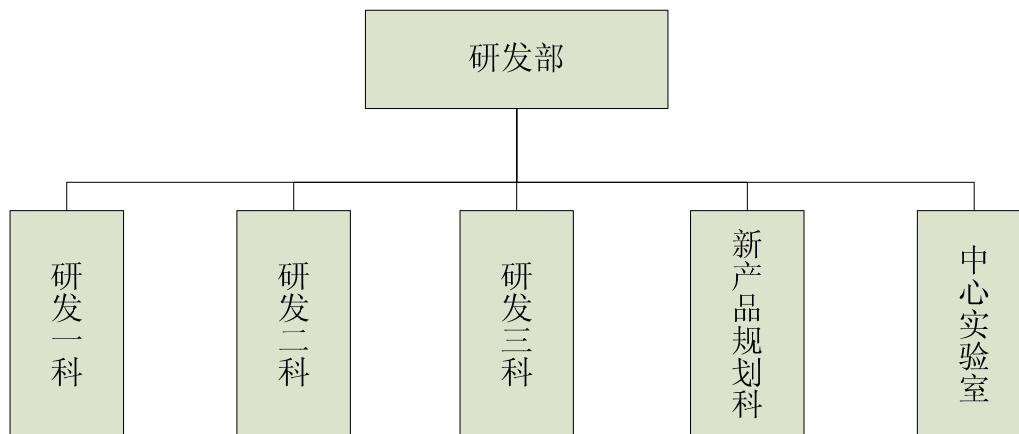 研发部
研发一科
研发二科
研发三科
新产品规划科
中心实验室